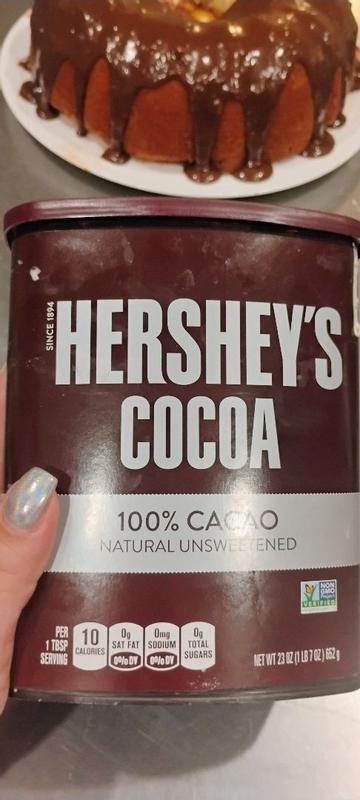 SINCE 1894
HERSHEY'S
COCOA
100% CACAO
NATURAL UNSWEETENED
NON
GMO
Project
VERIFIED
PER
1 TBSP
SERVING
10
CALORIES
0g
SAT FAT
0% DV
0mg
SODIUM
0% DV
0g
TOTAL
SUGARS
NET WT 23 OZ (1 LB 7 OZ) 652 g